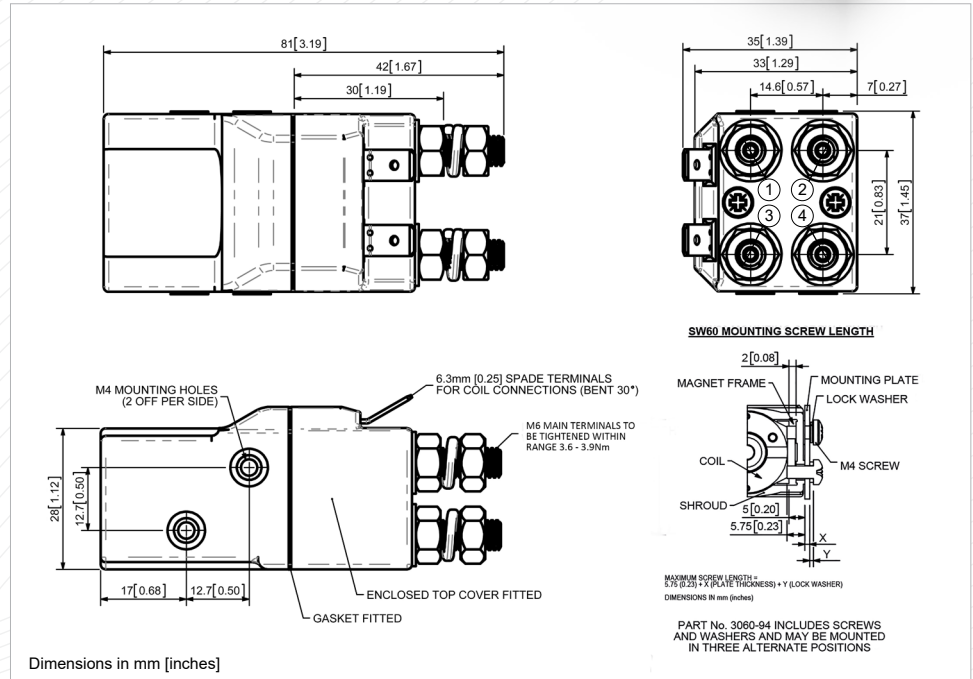 81[3.19]
42[1.67]
30[1.19]
35[1.39]
33[1.29]
14.6[0.57]
7[0.27]
1
2
3
4
21[0.83]
37[1.45]
SW60 MOUNTING SCREW LENGTH
2[0.08]
MAGNET FRAME
MOUNTING PLATE
LOCK WASHER
COIL
M4 SCREW
SHROUD
5[0.20]
5.75[0.23]
X
Y
MAXIMUM SCREW LENGTH =
5.75 (0.23) + X (PLATE THICKNESS) + Y (LOCK WASHER)
DIMENSIONS IN mm (inches)
PART No. 3060-94 INCLUDES SCREWS
AND WASHERS AND MAY BE MOUNTED
IN THREE ALTERNATE POSITIONS
M4 MOUNTING HOLES
(2 OFF PER SIDE)
6.3mm [0.25] SPADE TERMINALS
FOR COIL CONNECTIONS (BENT 30°)
M6 MAIN TERMINALS TO
BE TIGHTENED WITHIN
RANGE 3.6 - 3.9Nm
28[1.12]
12.7[0.50]
17[0.68]
12.7[0.50]
ENCLOSED TOP COVER FITTED
GASKET FITTED
Dimensions in mm [inches]